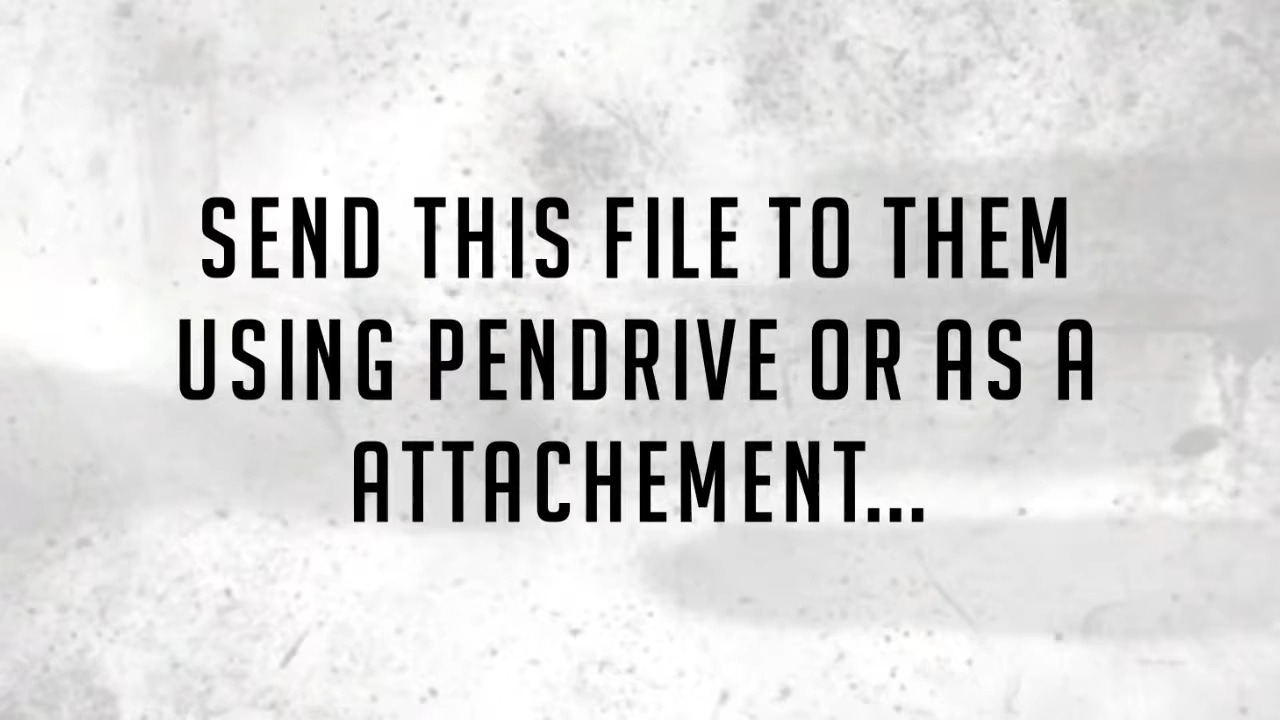 SEND THIS FILE TO THEM
USING PENDRIVE OR AS A
ATTACHEMENT...